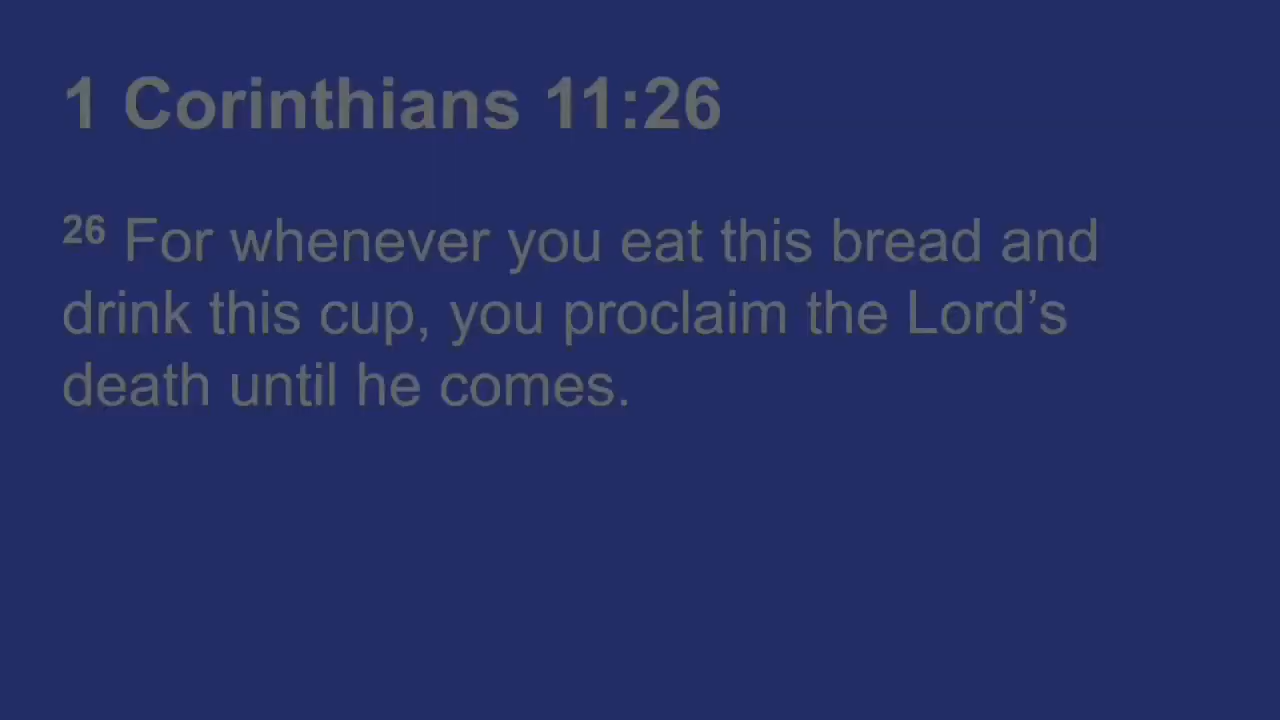 1 Corinthians 11:26
26 For whenever you eat this bread and
drink this cup, you proclaim the Lord’s
death until he comes.